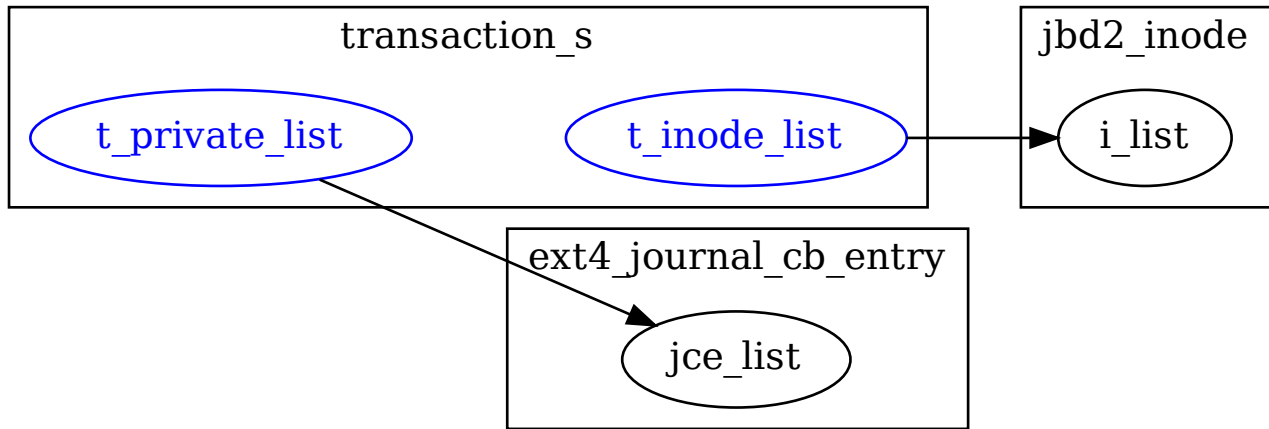 transaction_s
t_private_list
t_inode_list
jbd2_inode
i_list
ext4_journal_cb_entry
jce_list